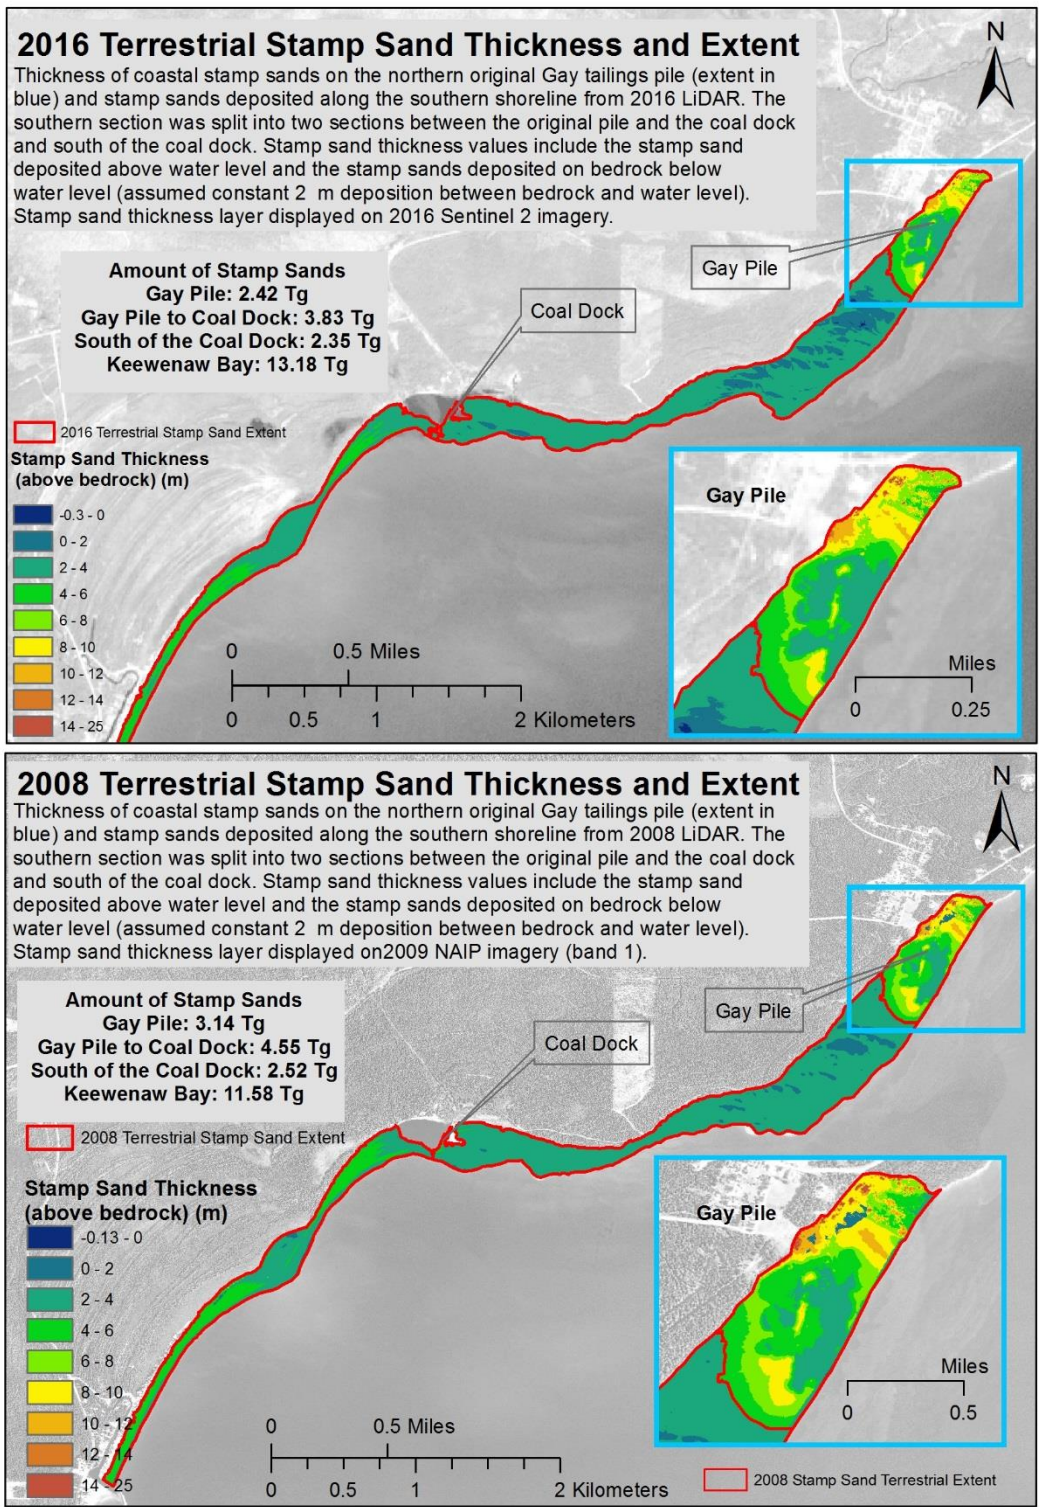 2016 Terrestrial Stamp Sand Thickness and Extent
Thickness of coastal stamp sands on the northern original Gay tailings pile (extent in
blue) and stamp sands deposited along the southern shoreline from 2016 LiDAR. The
southern section was split into two sections between the original pile and the coal dock
and south of the coal dock. Stamp sand thickness values include the stamp sand
deposited above water level and the stamp sands deposited on bedrock below
water level (assumed constant 2 m deposition between bedrock and water level).
Stamp sand thickness layer displayed on 2016 Sentinel 2 imagery.
N
Amount of Stamp Sands
Gay Pile: 2.42 Tg
Gay Pile to Coal Dock: 3.83 Tg
South of the Coal Dock: 2.35 Tg
Keewenaw Bay: 13.18 Tg
Gay Pile
Coal Dock
2016 Terrestrial Stamp Sand Extent
Stamp Sand Thickness
(above bedrock) (m)
-0.3 - 0
0 - 2
2 - 4
4 - 6
6 - 8
8 - 10
10 - 12
12 - 14
14 - 25
0 0.5 Miles
0 0.5 1 2 Kilometers
Gay Pile
Miles
0 0.25
2008 Terrestrial Stamp Sand Thickness and Extent
Thickness of coastal stamp sands on the northern original Gay tailings pile (extent in
blue) and stamp sands deposited along the southern shoreline from 2008 LiDAR. The
southern section was split into two sections between the original pile and the coal dock
and south of the coal dock. Stamp sand thickness values include the stamp sand
deposited above water level and the stamp sands deposited on bedrock below
water level (assumed constant 2 m deposition between bedrock and water level).
Stamp sand thickness layer displayed on2009 NAIP imagery (band 1).
N
Amount of Stamp Sands
Gay Pile: 3.14 Tg
Gay Pile to Coal Dock: 4.55 Tg
South of the Coal Dock: 2.52 Tg
Keewenaw Bay: 11.58 Tg
Gay Pile
Coal Dock
2008 Terrestrial Stamp Sand Extent
Stamp Sand Thickness
(above bedrock) (m)
-0.13 - 0
0 - 2
2 - 4
4 - 6
6 - 8
8 - 10
10 - 12
12 - 14
14 - 25
0 0.5 Miles
0 0.5 1 2 Kilometers
Gay Pile
Miles
0 0.5
2008 Stamp Sand Terrestrial Extent